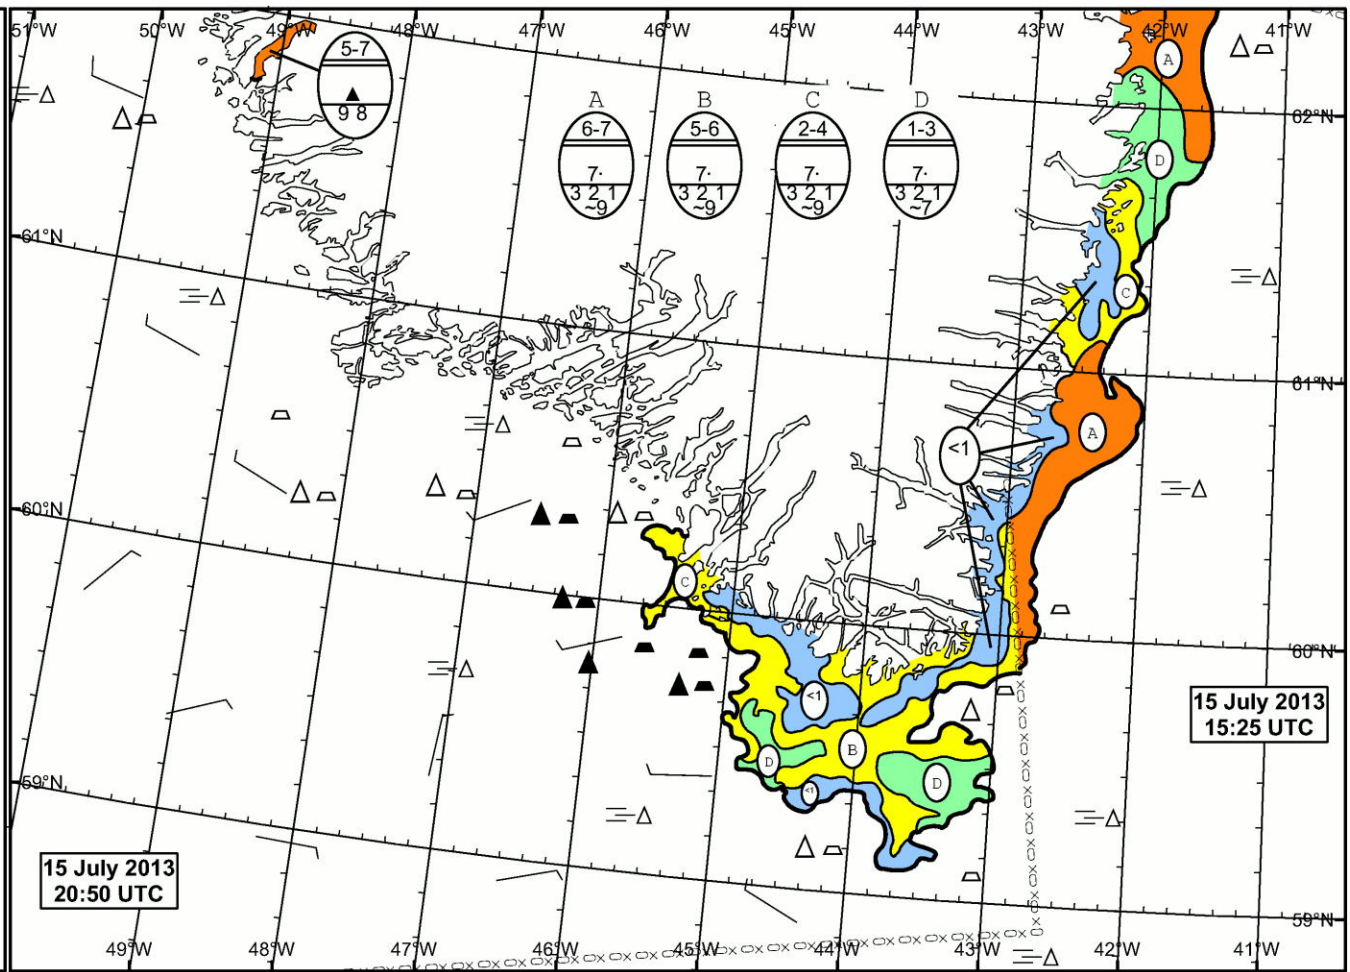 51°W 50°W 49°W 48°W 47°W 46°W 45°W 44°W 43°W 42°W 41°W
5-7
9 8
A B C D
6-7 5-6 2-4 1-3
7· 7· 7· 7·
3 2 1 3 2 1 3 2 1 3 2 1
~9 ~9 ~9 ~7
A
62°N
D
61°N
C
61°N
A
<1
60°N
C
60°N
<1
15 July 2013
15:25 UTC
B
D
D
59°N
<1
15 July 2013
20:50 UTC
59°N
49°W 48°W 47°W 46°W 45°W 44°W 43°W 42°W 41°W